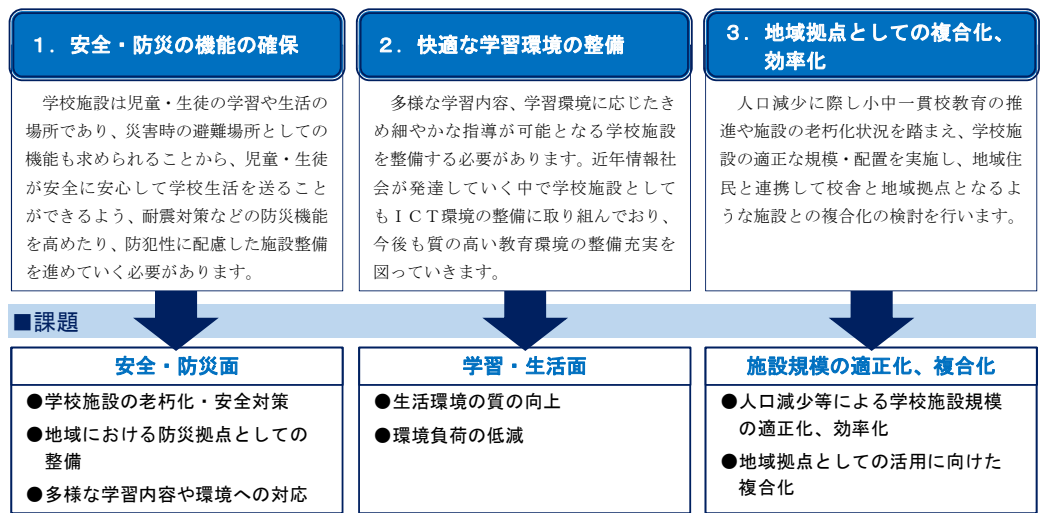 １．安全・防災の機能の確保
学校施設は児童・生徒の学習や生活の
場所であり、災害時の避難場所としての
機能も求められることから、児童・生徒
が安全に安心して学校生活を送ること
ができるよう、耐震対策などの防災機能
を高めたり、防犯性に配慮した施設整備
を進めていく必要があります。
２．快適な学習環境の整備
多様な学習内容、学習環境に応じたき
め細やかな指導が可能となる学校施設
を整備する必要があります。近年情報社
会が発達していく中で学校施設として
もＩＣＴ環境の整備に取り組んでおり、
今後も質の高い教育環境の整備充実を
図っていきます。
３．地域拠点としての複合化、
効率化
人口減少に際し小中一貫校教育の推
進や施設の老朽化状況を踏まえ、学校施
設の適正な規模・配置を実施し、地域住
民と連携して校舎と地域拠点となるよ
うな施設との複合化の検討を行います。
■課題
安全・防災面
●学校施設の老朽化・安全対策
●地域における防災拠点としての
整備
●多様な学習内容や環境への対応
学習・生活面
●生活環境の質の向上
●環境負荷の低減
施設規模の適正化、複合化
●人口減少等による学校施設規模
の適正化、効率化
●地域拠点としての活用に向けた
複合化